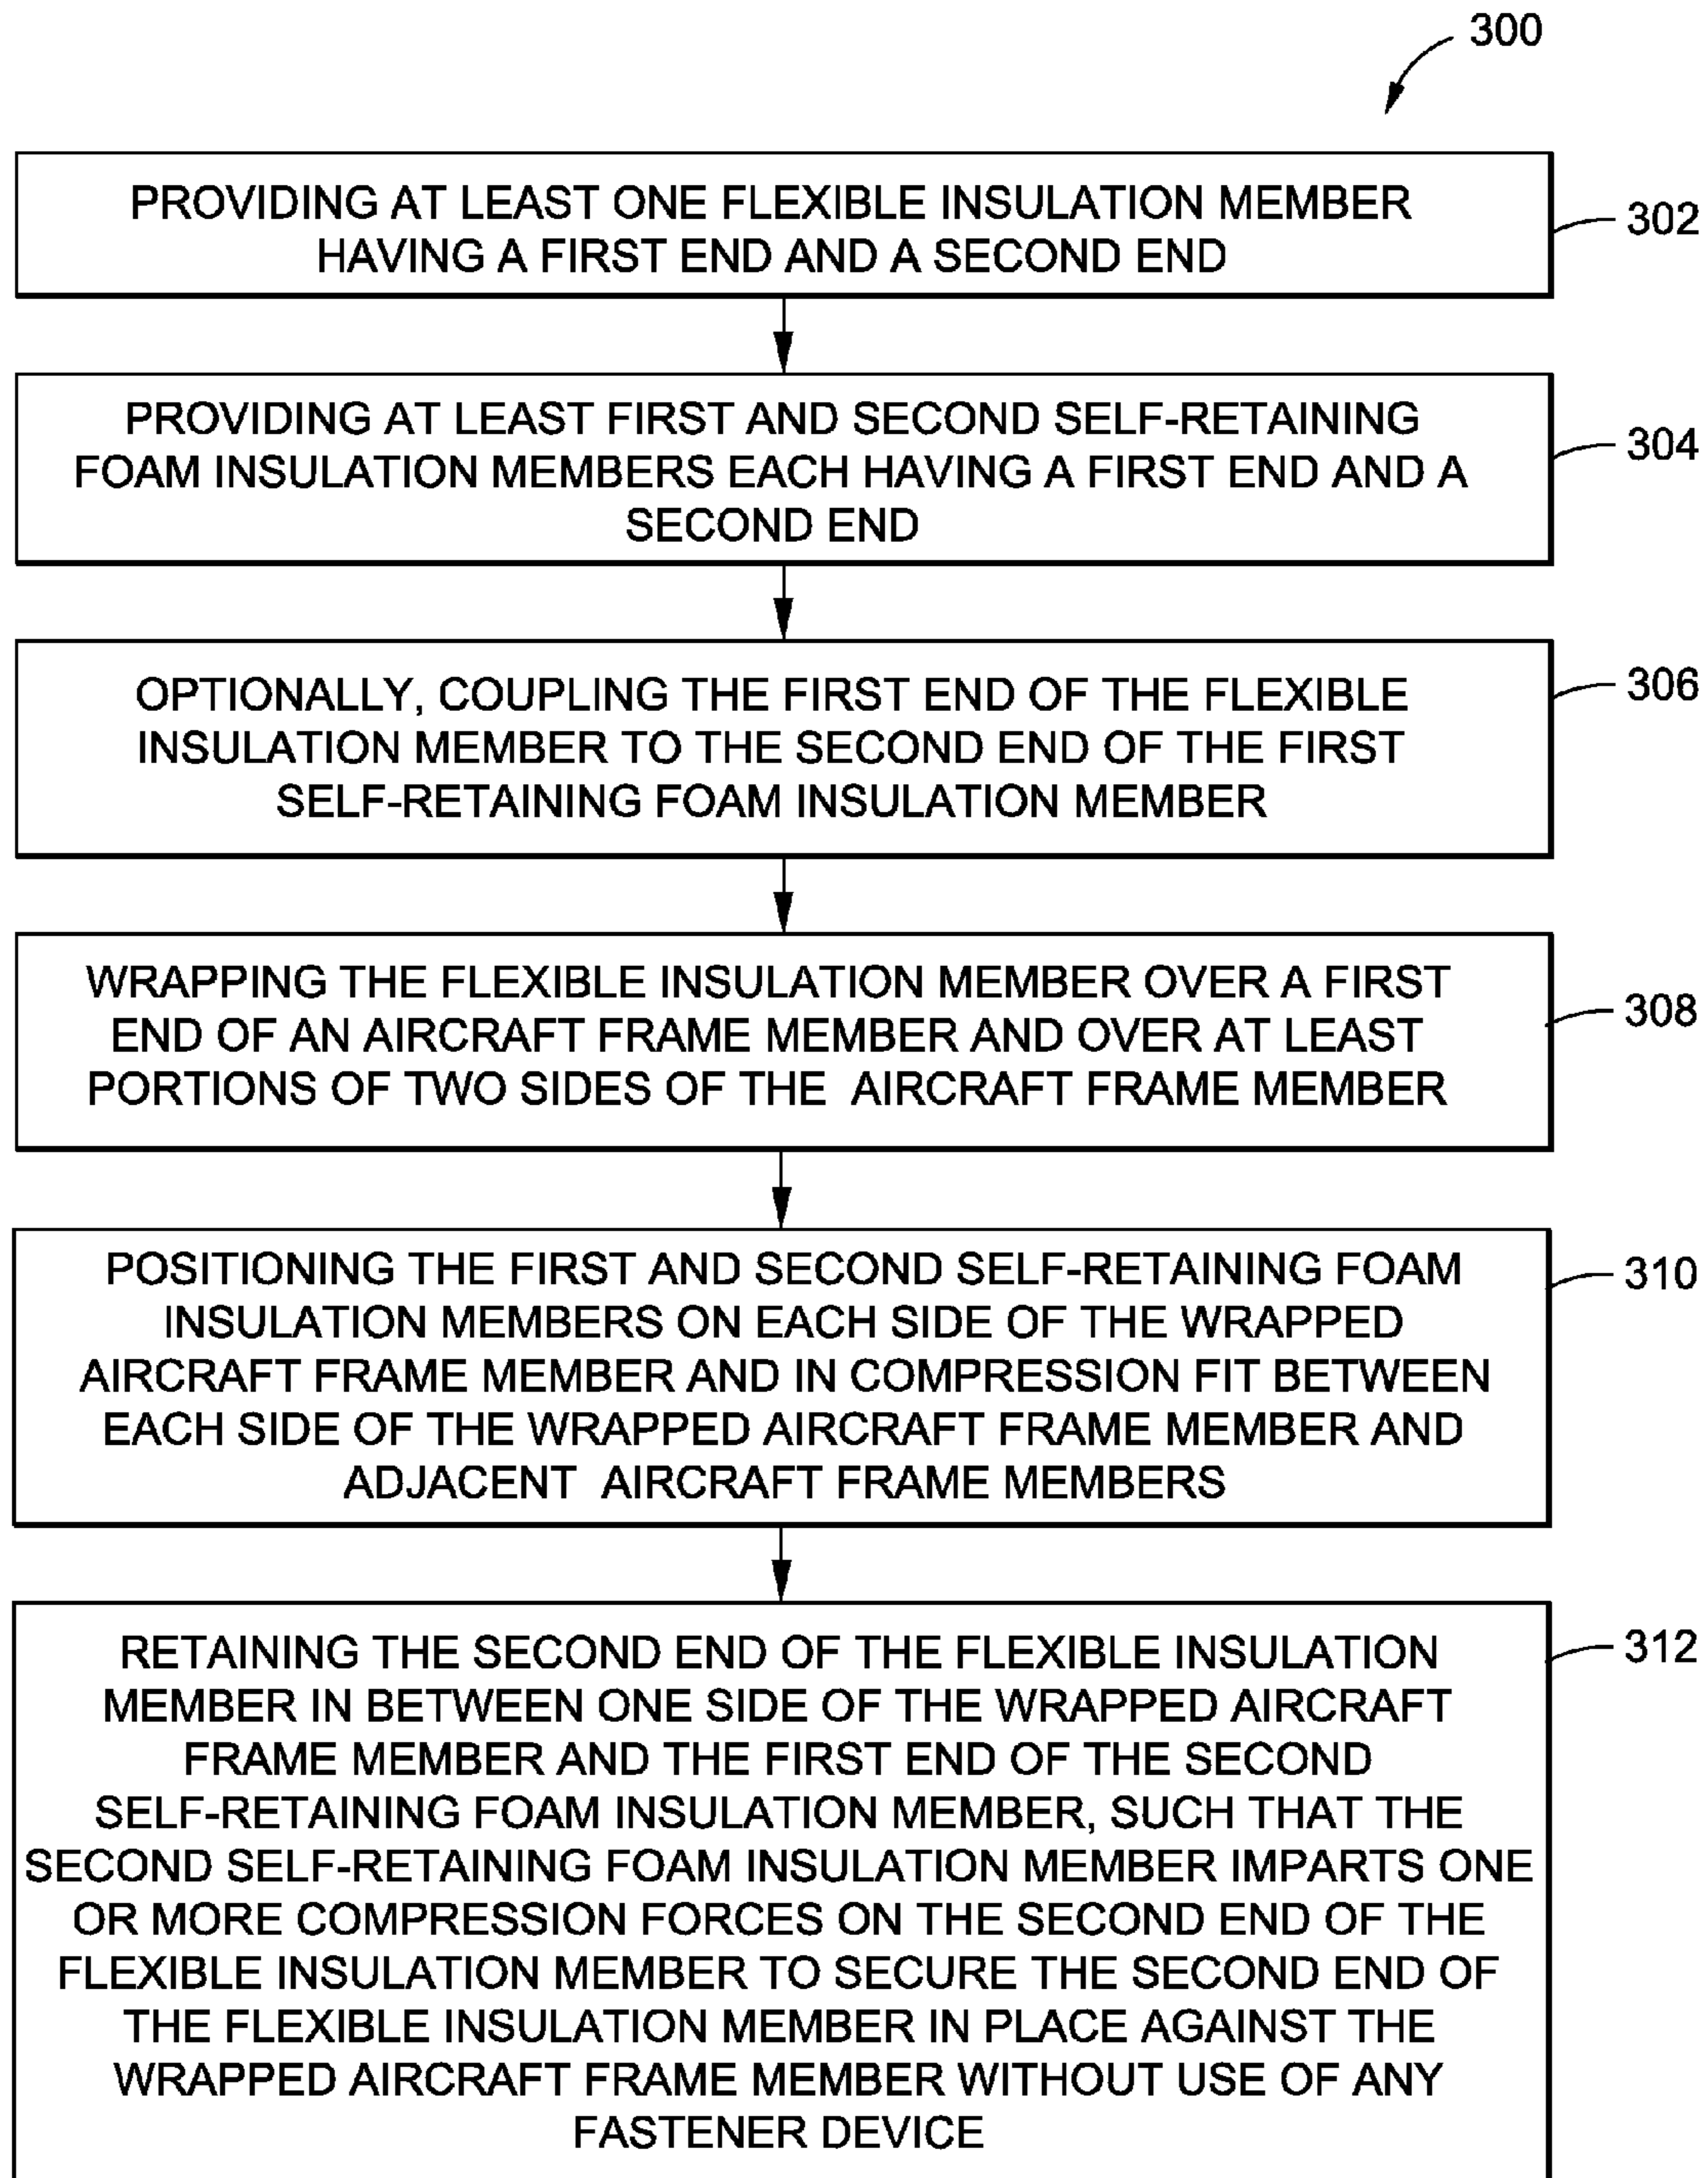 300
PROVIDING AT LEAST ONE FLEXIBLE INSULATION MEMBER
HAVING A FIRST END AND A SECOND END
302
PROVIDING AT LEAST FIRST AND SECOND SELF-RETAINING
FOAM INSULATION MEMBERS EACH HAVING A FIRST END AND A
SECOND END
304
OPTIONALLY, COUPLING THE FIRST END OF THE FLEXIBLE
INSULATION MEMBER TO THE SECOND END OF THE FIRST
SELF-RETAINING FOAM INSULATION MEMBER
306
WRAPPING THE FLEXIBLE INSULATION MEMBER OVER A FIRST
END OF AN AIRCRAFT FRAME MEMBER AND OVER AT LEAST
PORTIONS OF TWO SIDES OF THE AIRCRAFT FRAME MEMBER
308
POSITIONING THE FIRST AND SECOND SELF-RETAINING FOAM
INSULATION MEMBERS ON EACH SIDE OF THE WRAPPED
AIRCRAFT FRAME MEMBER AND IN COMPRESSION FIT BETWEEN
EACH SIDE OF THE WRAPPED AIRCRAFT FRAME MEMBER AND
ADJACENT AIRCRAFT FRAME MEMBERS
310
RETAINING THE SECOND END OF THE FLEXIBLE INSULATION
MEMBER IN BETWEEN ONE SIDE OF THE WRAPPED AIRCRAFT
FRAME MEMBER AND THE FIRST END OF THE SECOND
SELF-RETAINING FOAM INSULATION MEMBER, SUCH THAT THE
SECOND SELF-RETAINING FOAM INSULATION MEMBER IMPARTS ONE
OR MORE COMPRESSION FORCES ON THE SECOND END OF THE
FLEXIBLE INSULATION MEMBER TO SECURE THE SECOND END OF
THE FLEXIBLE INSULATION MEMBER IN PLACE AGAINST THE
WRAPPED AIRCRAFT FRAME MEMBER WITHOUT USE OF ANY
FASTENER DEVICE
312